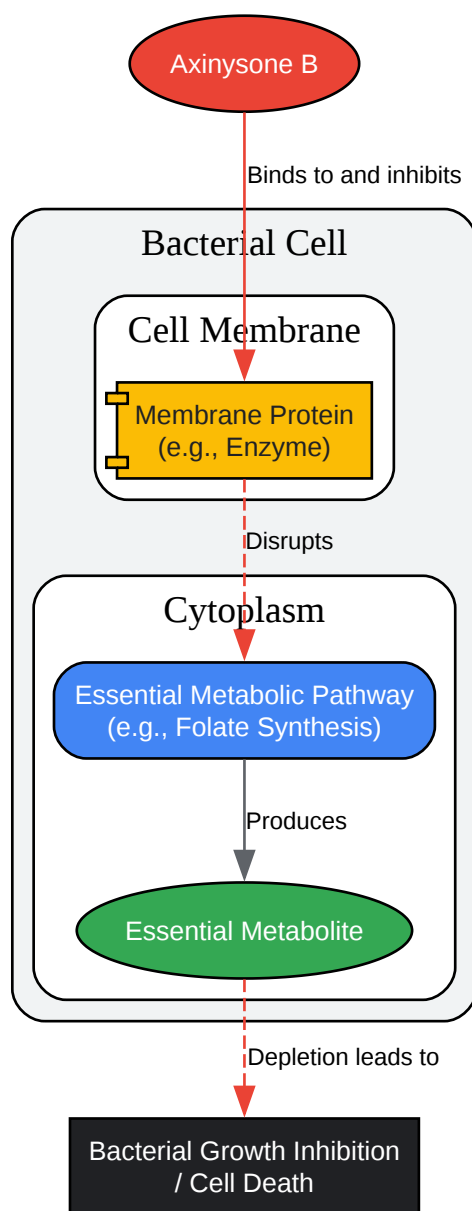 Axinysone B
Binds to and inhibits
Bacterial Cell
Cell Membrane
Membrane Protein
(e.g., Enzyme)
Disrupts
Cytoplasm
Essential Metabolic Pathway
(e.g., Folate Synthesis)
Produces
Essential Metabolite
Depletion leads to
Bacterial Growth Inhibition
/ Cell Death